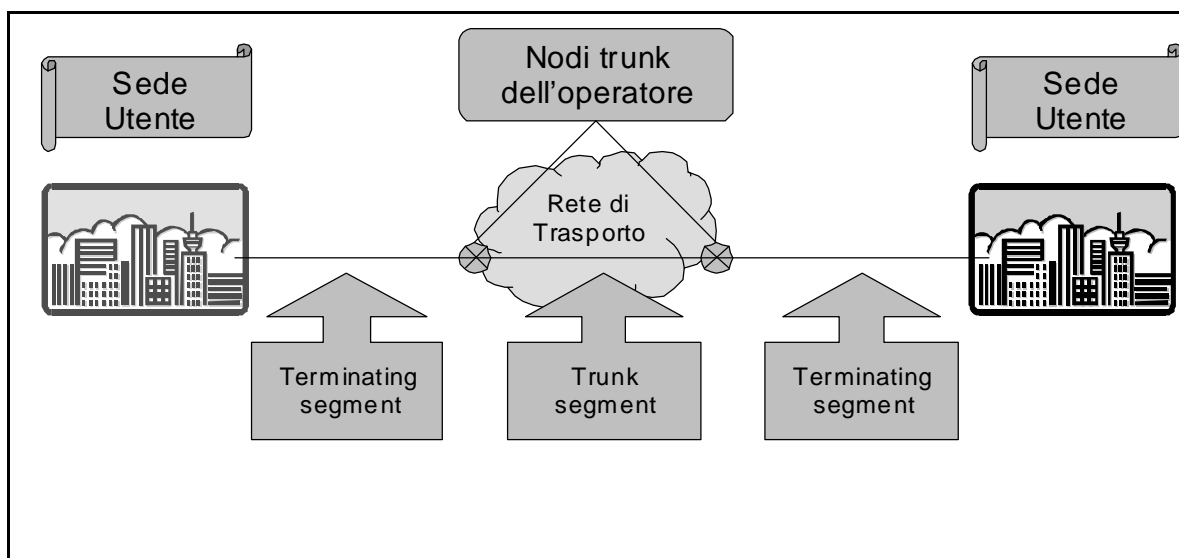 Sede
Utente
Nodi trunk
dell'operatore
Sede
Utente
Rete di
Trasporto
Terminating
segment
Trunk
segment
Terminating
segment